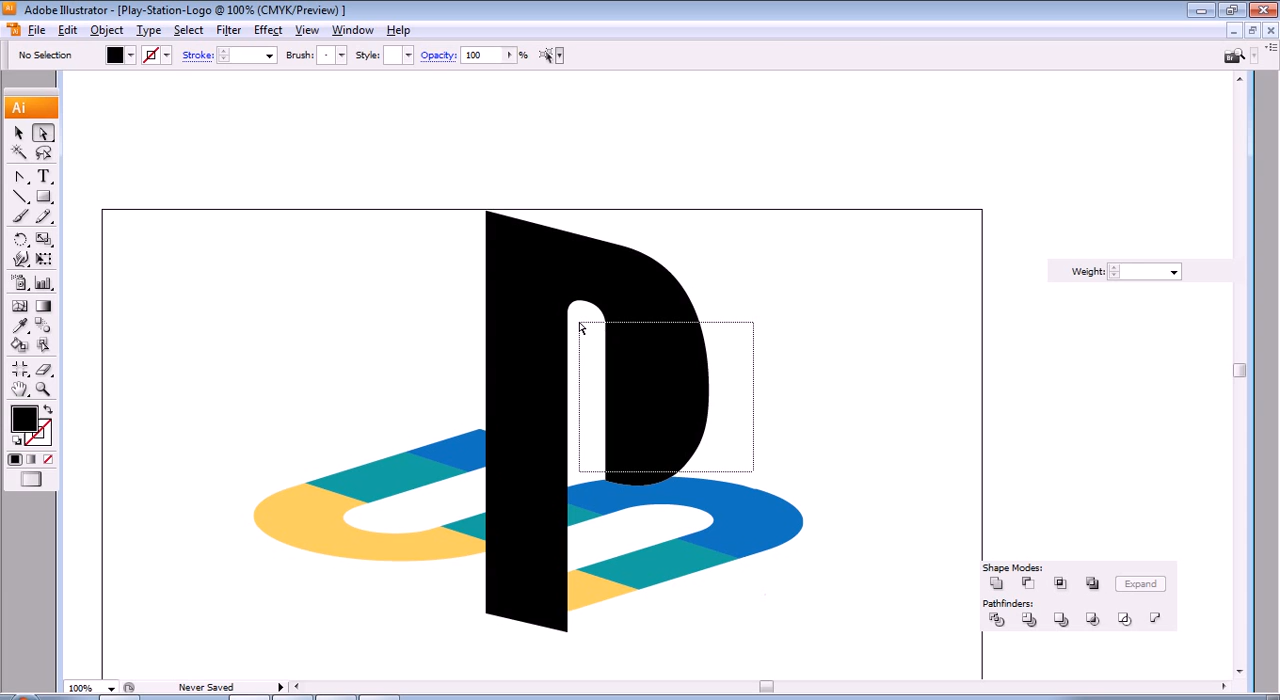 Adobe Illustrator - [Play-Station-Logo @ 100% (CMYK/Preview) ]
File Edit Object Type Select Filter Effect View Window Help
No Selection Stroke: Brush: Style: Opacity: 100 %
Ai
T
P
Weight:
Shape Modes:
Expand
Pathfinders:
100% Never Saved